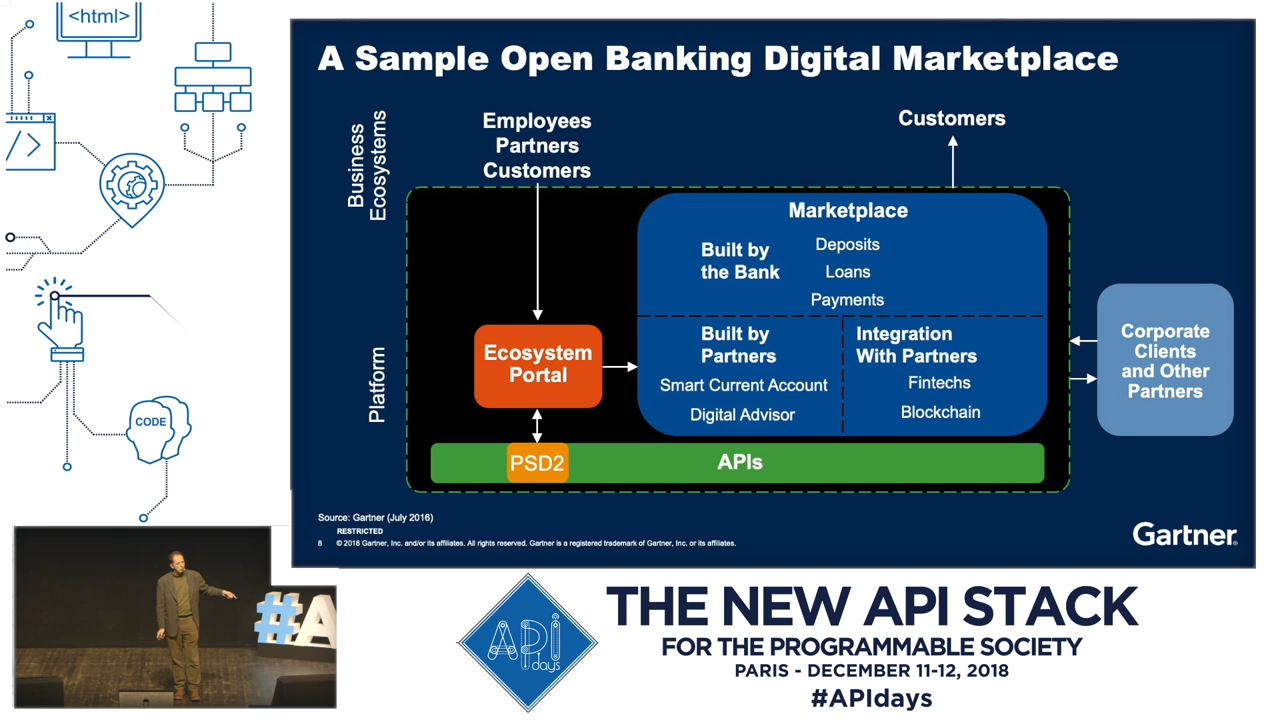 <html>
</>
CODE
A Sample Open Banking Digital Marketplace
Business
Ecosystems
Employees
Partners
Customers
Customers
Marketplace
Built by
the Bank
Deposits
Loans
Payments
Platform
Ecosystem
Portal
Built by
Partners
Smart Current Account
Digital Advisor
Integration
With Partners
Fintechs
Blockchain
Corporate
Clients
and Other
Partners
PSD2
APIs
Source: Gartner (July 2016)
RESTRICTED
8 © 2018 Gartner, Inc. and/or its affiliates. All rights reserved. Gartner is a registered trademark of Gartner, Inc. or its affiliates.
Gartner
#A
APi
days
THE NEW API STACK
FOR THE PROGRAMMABLE SOCIETY
PARIS - DECEMBER 11-12, 2018
#APIdays